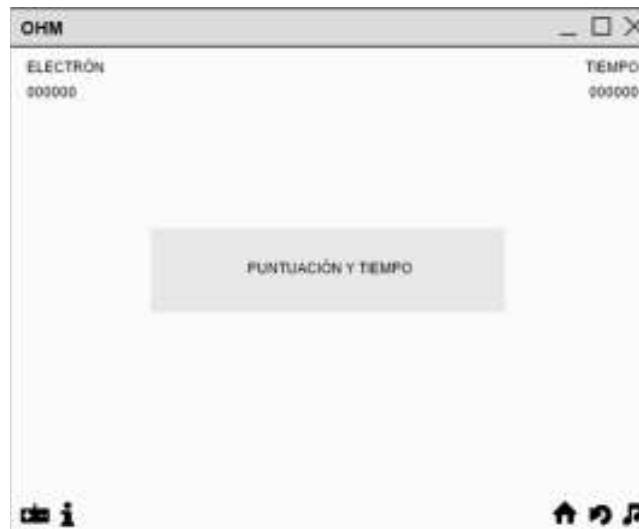 OHM
ELECTRÓN
TIEMPO
000000
000000
PUNTUACIÓN Y TIEMPO